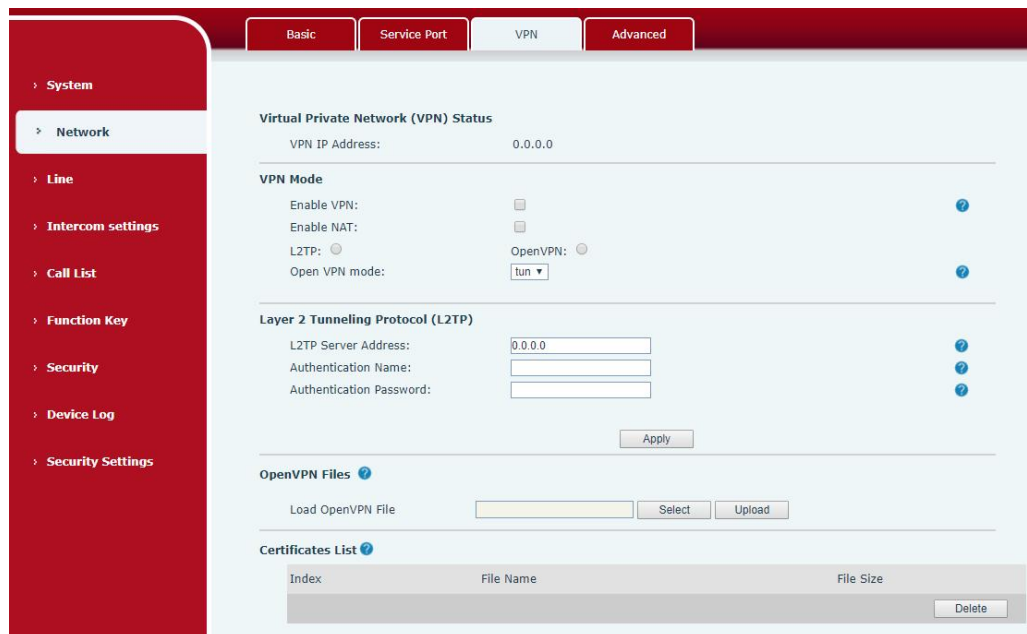 Basic Service Port VPN Advanced
System
Network
Line
Intercom settings
Call List
Function Key
Security
Device Log
Security Settings
Virtual Private Network (VPN) Status
VPN IP Address: 0.0.0.0
VPN Mode
Enable VPN:
Enable NAT:
L2TP: OpenVPN:
Open VPN mode: tun
Layer 2 Tunneling Protocol (L2TP)
L2TP Server Address: 0.0.0.0
Authentication Name:
Authentication Password:
Apply
OpenVPN Files
Load OpenVPN File Select Upload
Certificates List
Index File Name File Size
Delete